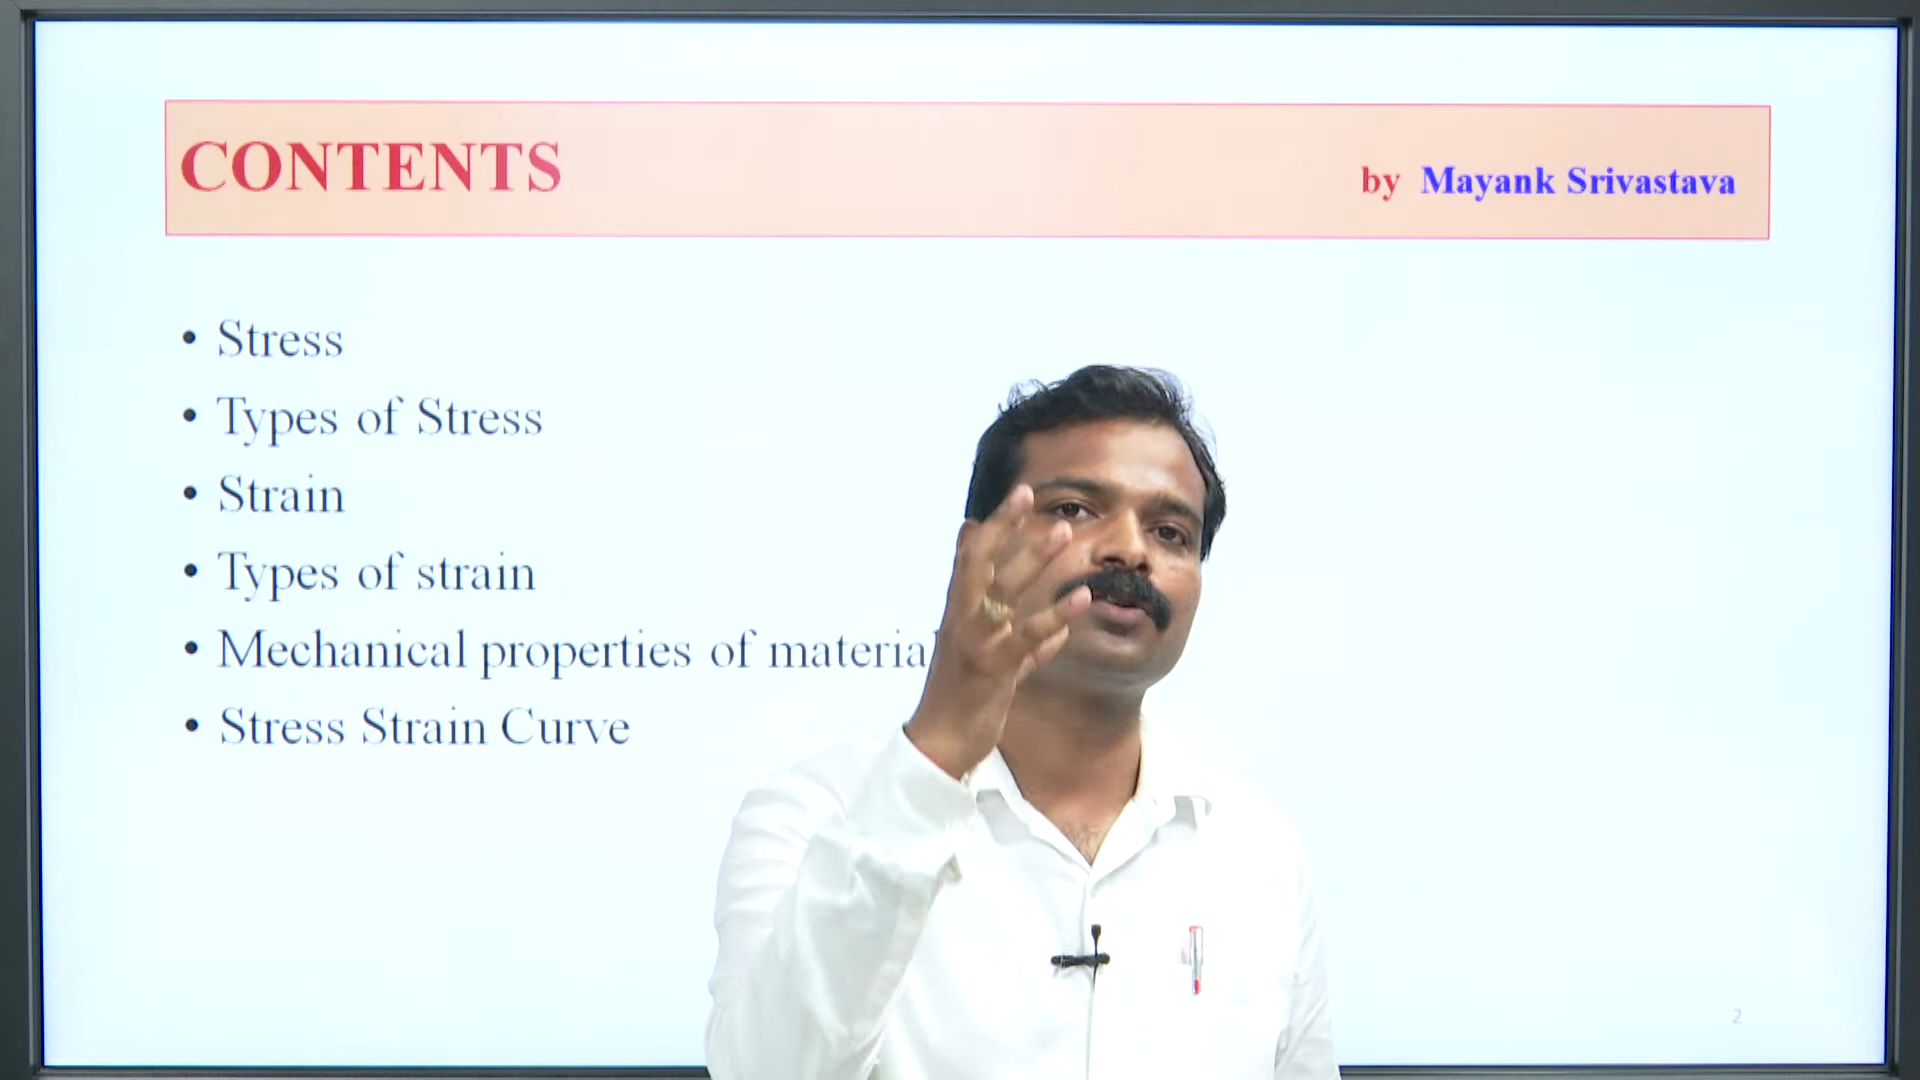 CONTENTS
by Mayank Srivastava
• Stress
• Types of Stress
• Strain
• Types of strain
• Mechanical properties of material
• Stress Strain Curve
2